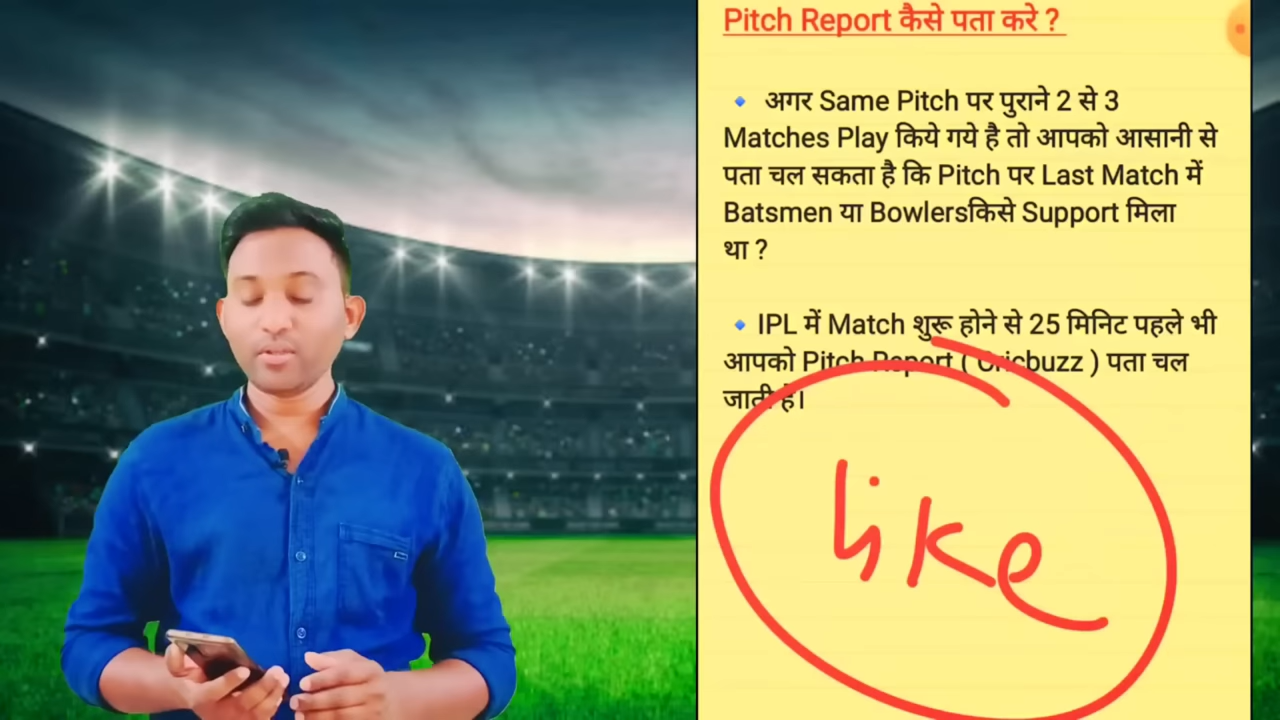 Pitch Report कैसे पता करे ?
🔹 अगर Same Pitch पर पुराने 2 से 3
Matches Play किये गये है तो आपको आसानी से
पता चल सकता है कि Pitch पर Last Match में
Batsmen या Bowlersकिसे Support मिला
था ?
🔹 IPL में Match शुरू होने से 25 मिनिट पहले भी
आपको Pitch Report ( Cricbuzz ) पता चल
जाती है।
like